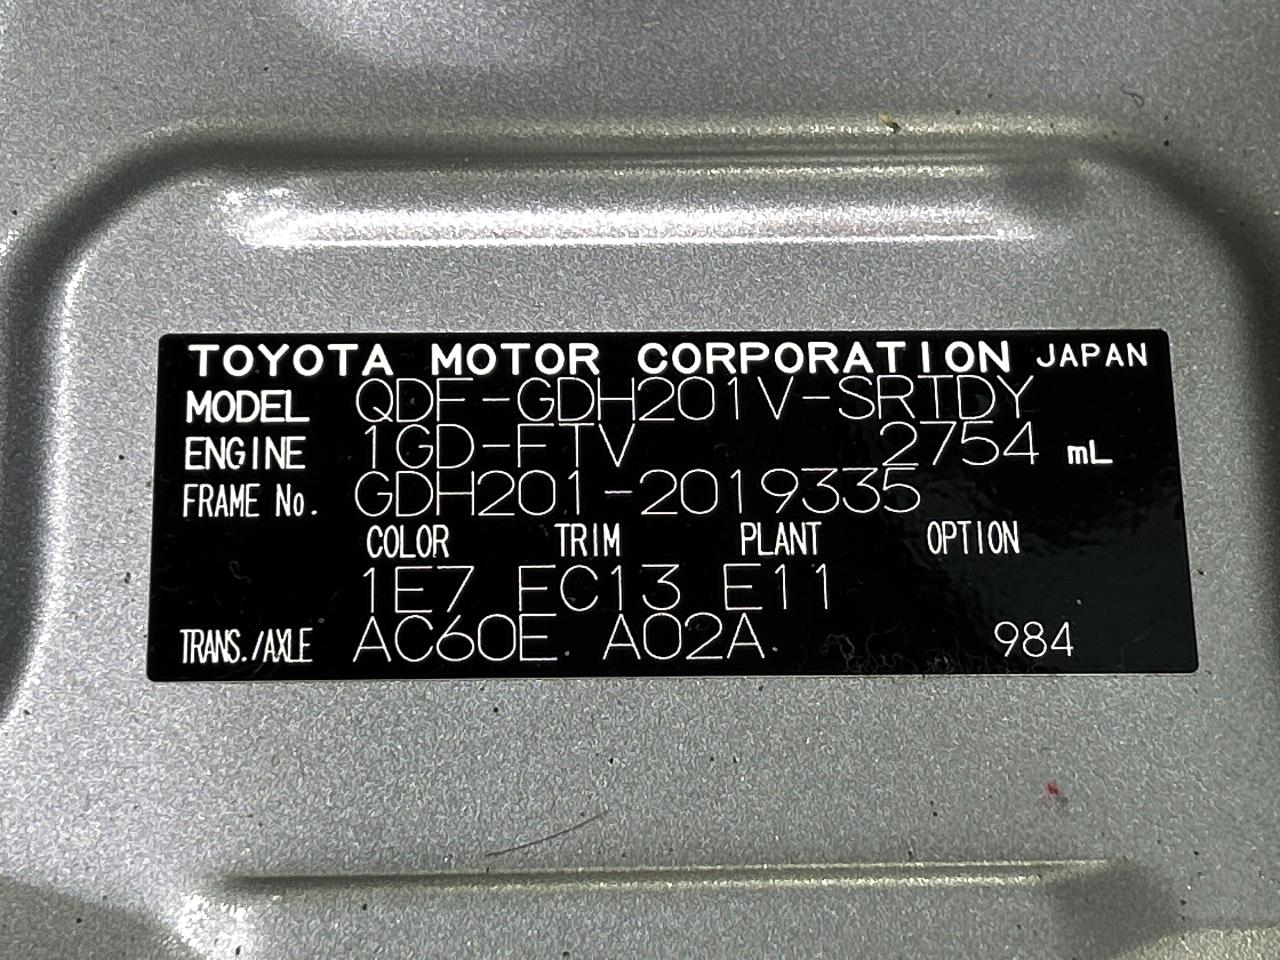 TOYOTA MOTOR CORPORATION JAPAN
MODEL QDF-GDH201V-SRTDY
ENGINE 1GD-FTV 2754 mL
FRAME No. GDH201-2019335
COLOR TRIM PLANT OPTION
1E7 FC13 E11
TRANS./AXLE AC60E A02A 984